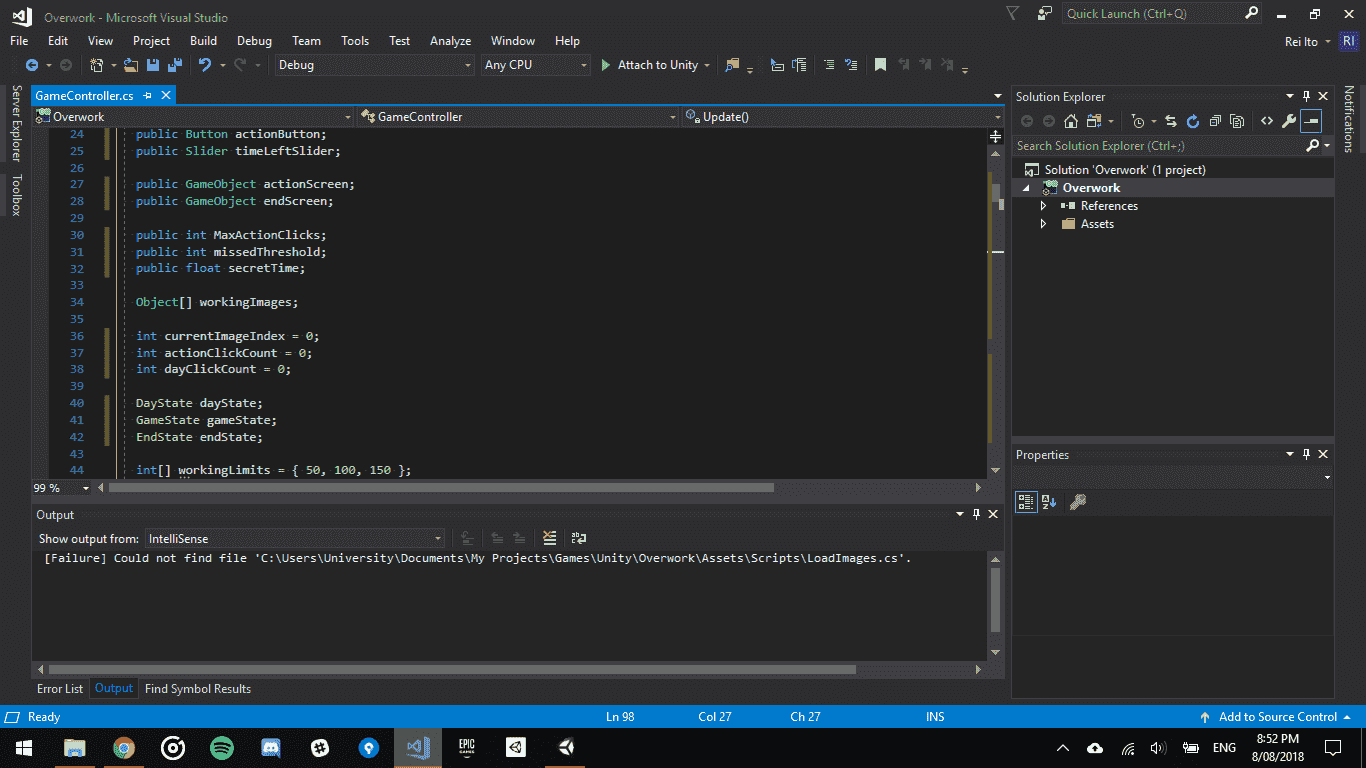 Overwork - Microsoft Visual Studio
Quick Launch (Ctrl+Q)
File Edit View Project Build Debug Team Tools Test Analyze Window Help
Rei Ito RI
Debug Any CPU Attach to Unity
Server Explorer
Toolbox
GameController.cs
Overwork GameController Update()
24 public Button actionButton;
25 public Slider timeLeftSlider;
26
27 public GameObject actionScreen;
28 public GameObject endScreen;
29
30 public int MaxActionClicks;
31 public int missedThreshold;
32 public float secretTime;
33
34 Object[] workingImages;
35
36 int currentImageIndex = 0;
37 int actionClickCount = 0;
38 int dayClickCount = 0;
39
40 DayState dayState;
41 GameState gameState;
42 EndState endState;
43
44 int[] workingLimits = { 50, 100, 150 };
99 %
Output
Show output from: IntelliSense
[Failure] Could not find file 'C:\Users\University\Documents\My Projects\Games\Unity\Overwork\Assets\Scripts\LoadImages.cs'.
Error List Output Find Symbol Results
Solution Explorer
Search Solution Explorer (Ctrl+;)
Solution 'Overwork' (1 project)
Overwork
References
Assets
Properties
Notifications
Ready Ln 98 Col 27 Ch 27 INS Add to Source Control
EPIC GAMES
ENG
8:52 PM
8/08/2018